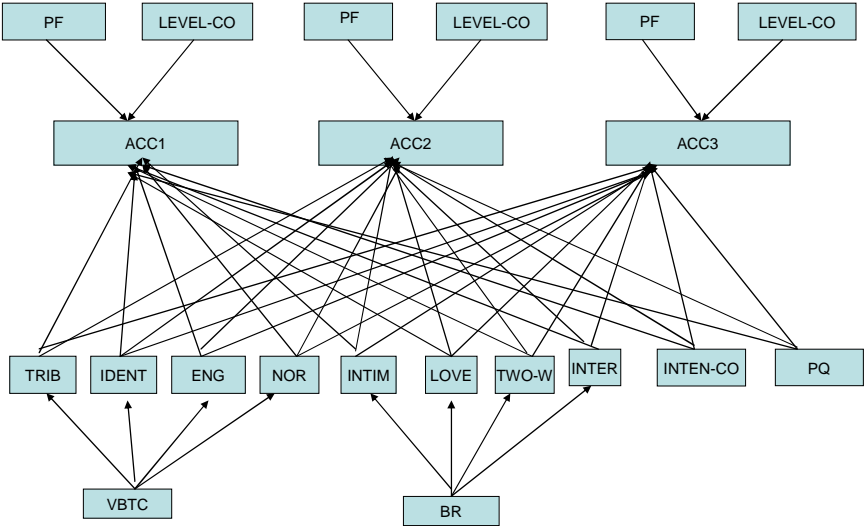 PF
LEVEL-CO
PF
LEVEL-CO
PF
LEVEL-CO
ACC1
ACC2
ACC3
TRIB
IDENT
ENG
NOR
INTIM
LOVE
TWO-W
INTER
INTEN-CO
PQ
VBTC
BR